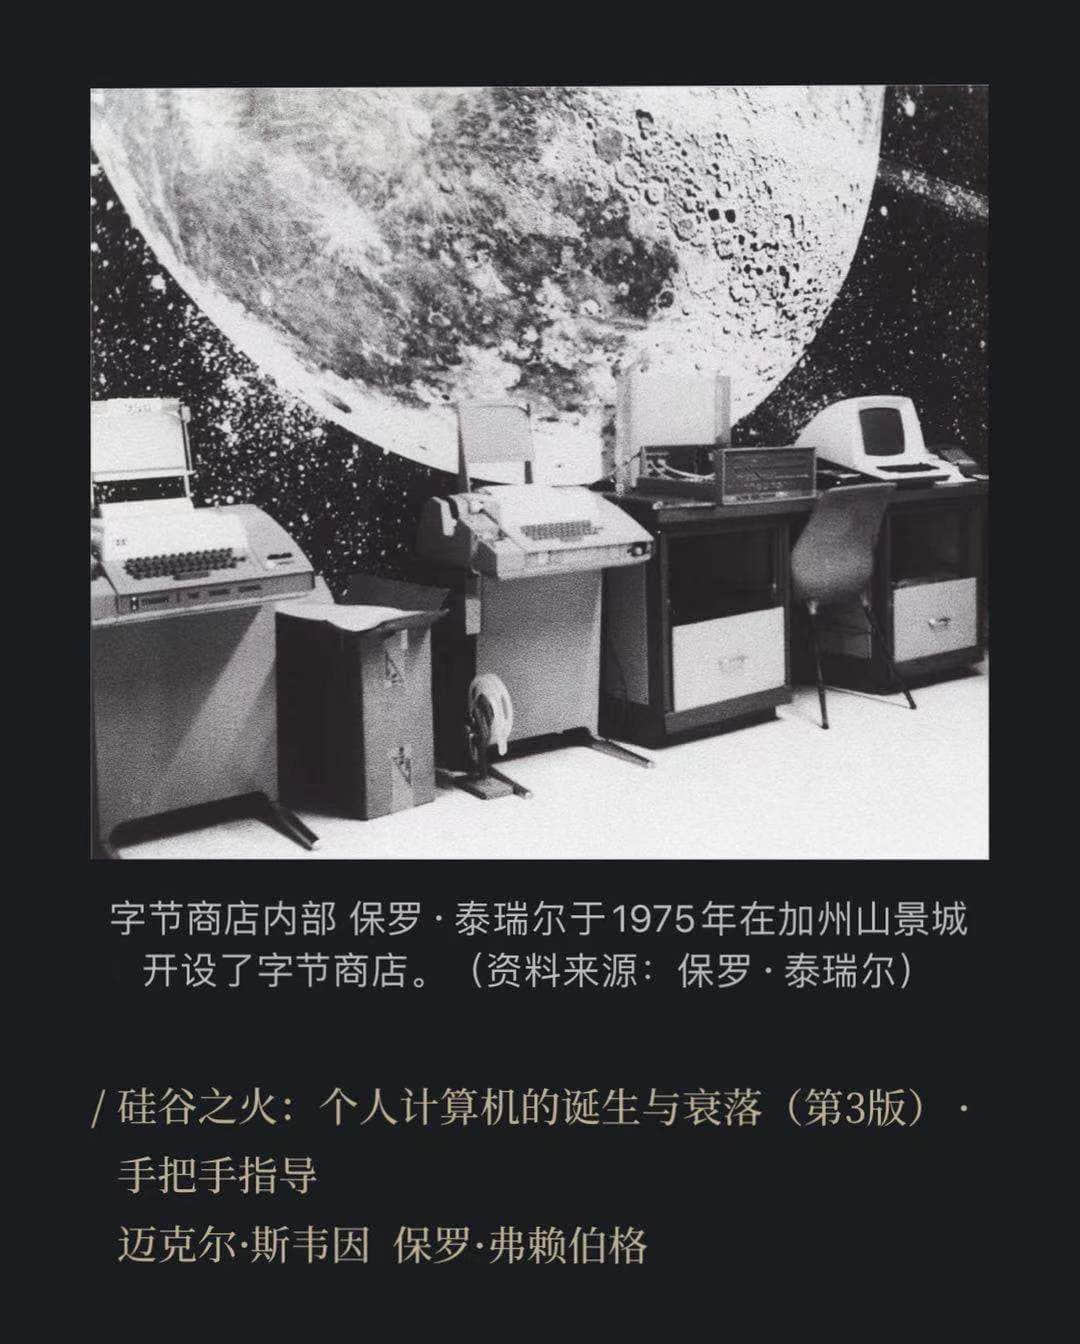 字节商店内部 保罗·泰瑞尔于1975年在加州山景城
开设了字节商店。（资料来源：保罗·泰瑞尔）
/ 硅谷之火：个人计算机的诞生与衰落（第3版） ·
手把手指导
迈克尔·斯韦因 保罗·弗赖伯格